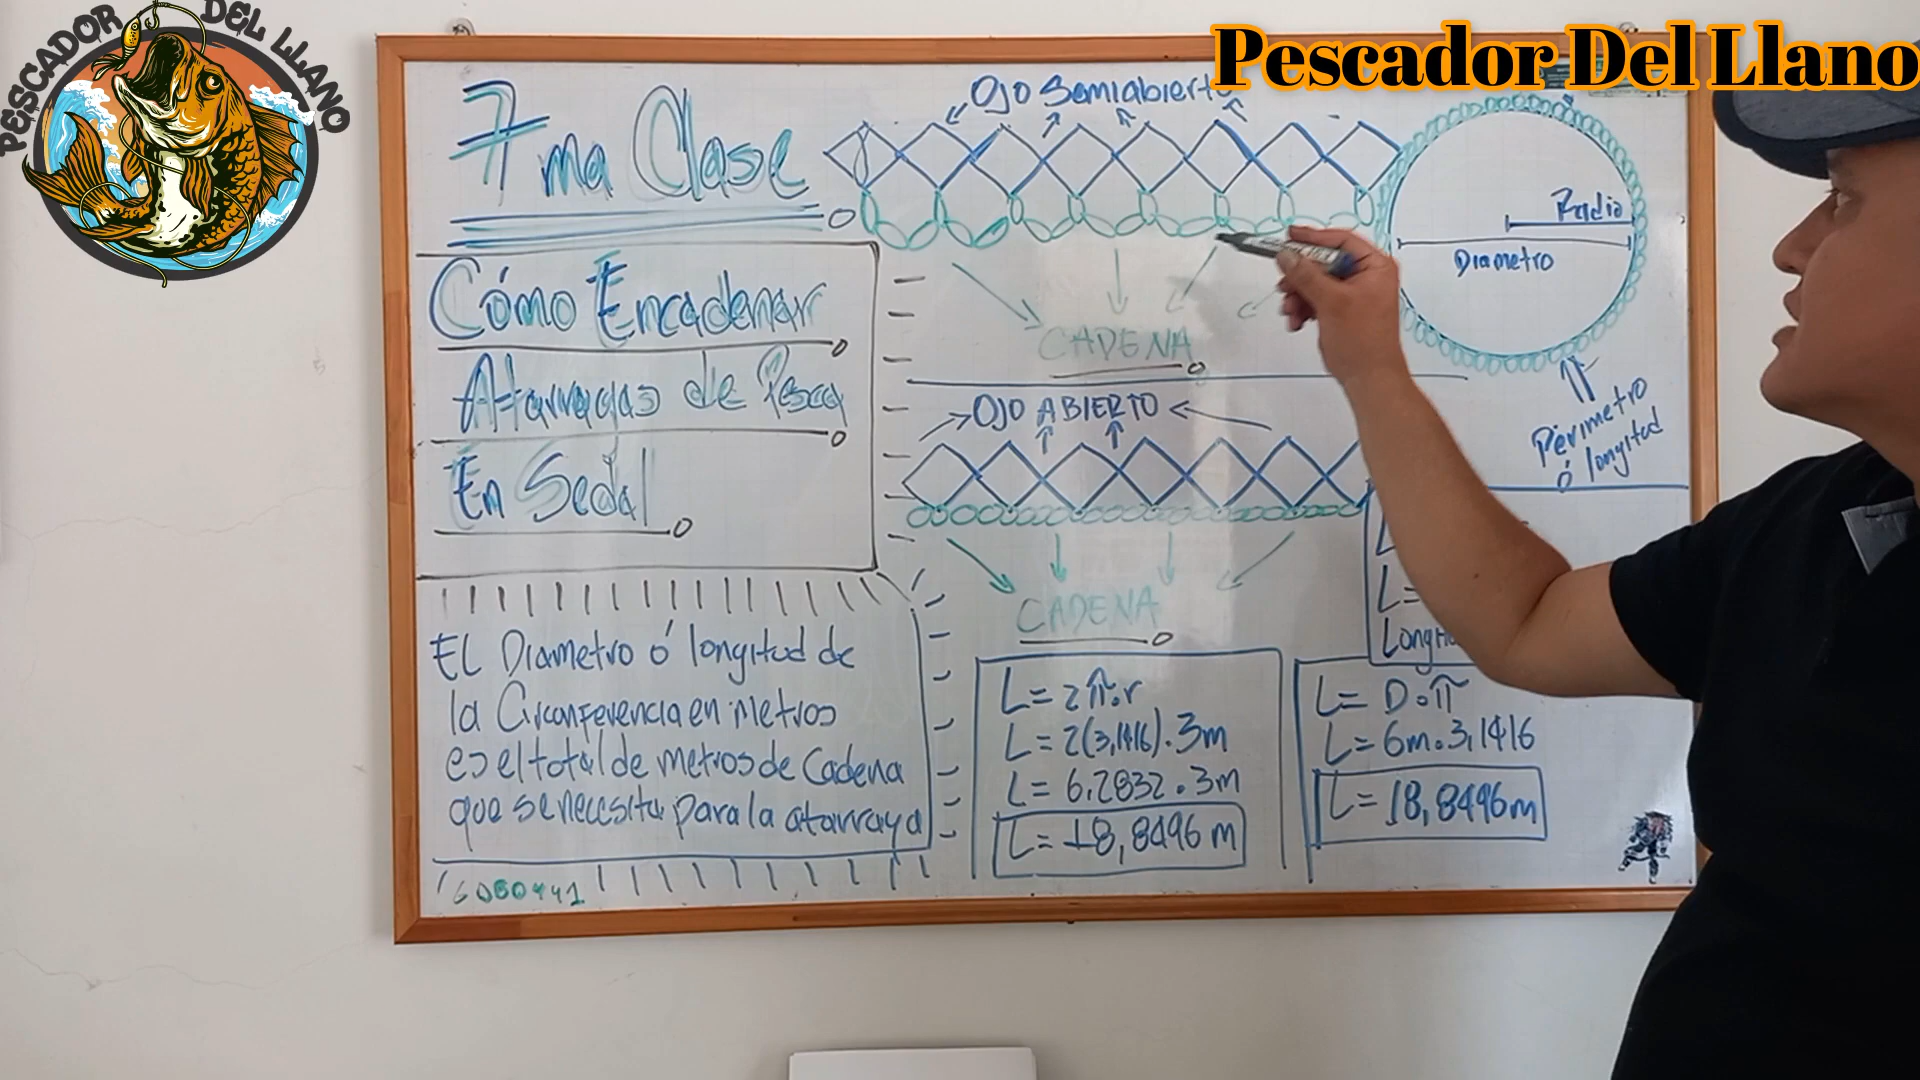 PESCADOR DEL LLANO
Pescador Del Llano
7ma Clase
Cómo Encadenar
Atarrayas de Pesca
En Sedal
Ojo Semiabierto
CADENA
OJO ABIERTO
CADENA
Radio
Diametro
Périmetro
ó longitud
EL Diametro ó longitud de
la Circonferencia en metros
es el total de metros de Cadena
que se necesita para la atarraya
L= 2π.r
L= 2(3,1416).3m
L= 6,2832.3m
L= 18,8496 m
L=
L= D.π
L= 6m.3,1416
L= 18,8496m